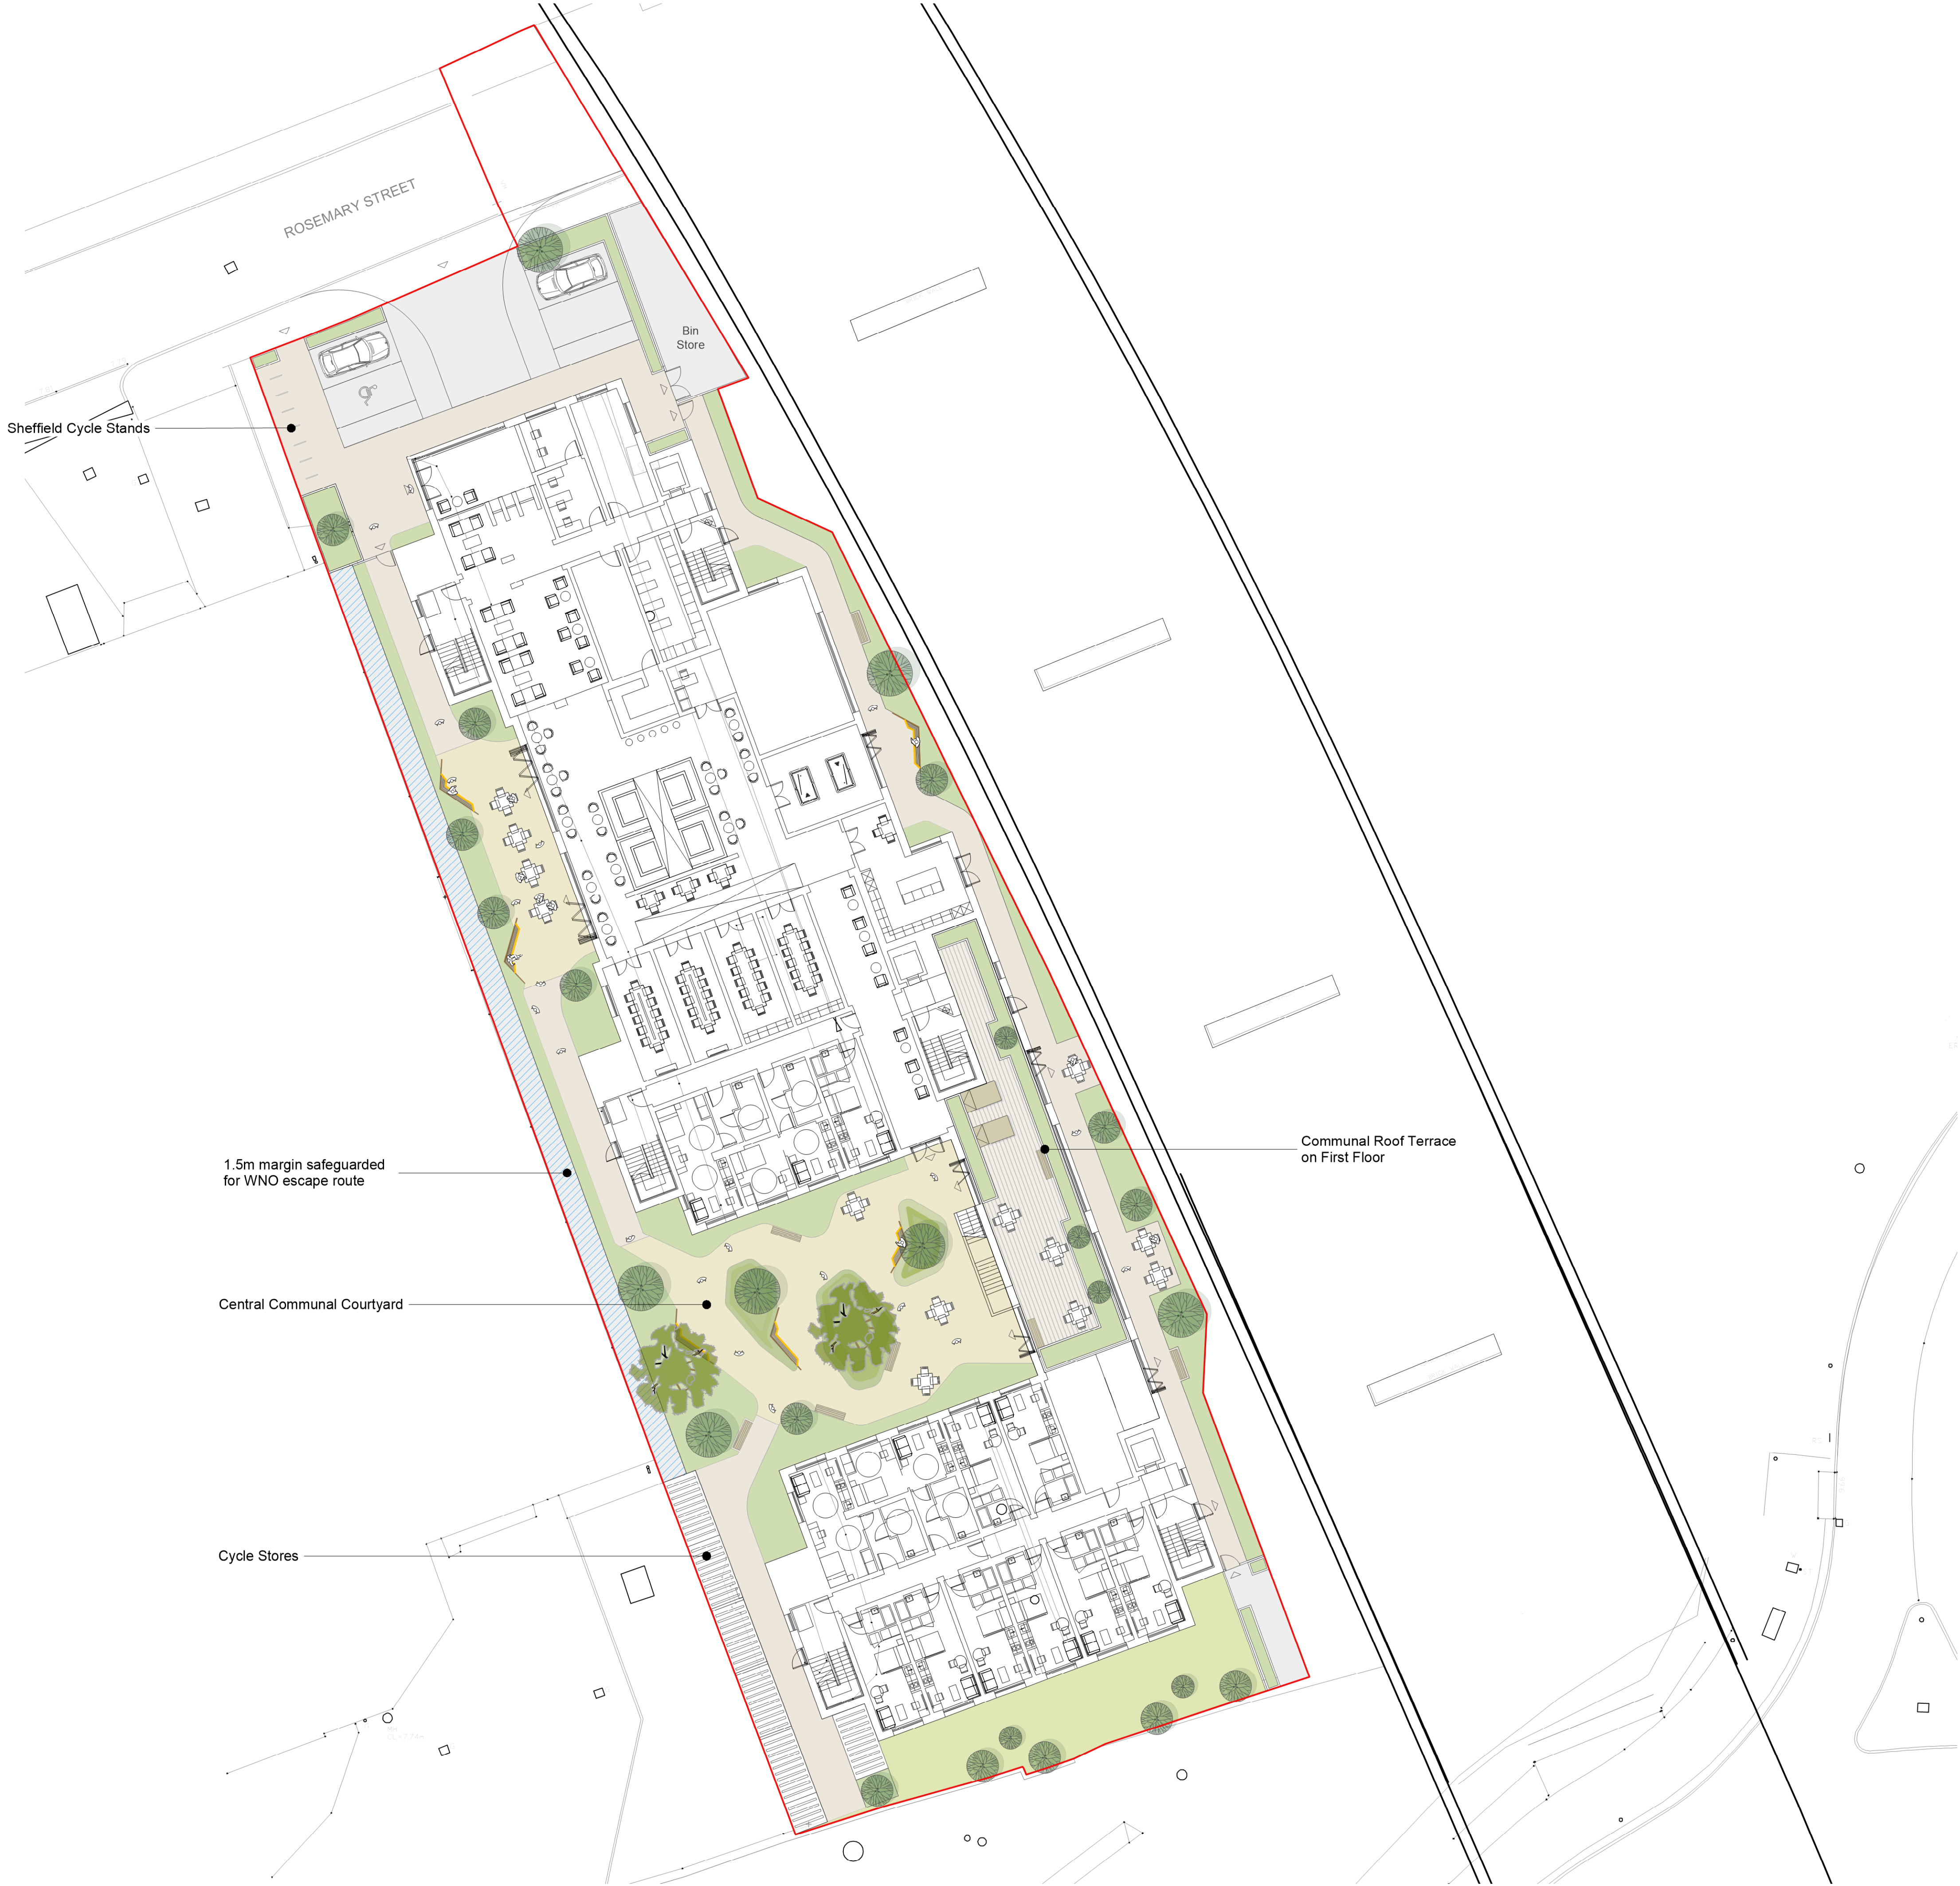 ROSEMARY STREET
Bin
Store
Sheffield Cycle Stands
Communal Roof Terrace
on First Floor
1.5m margin safeguarded
for WNO escape route
Central Communal Courtyard
Cycle Stores